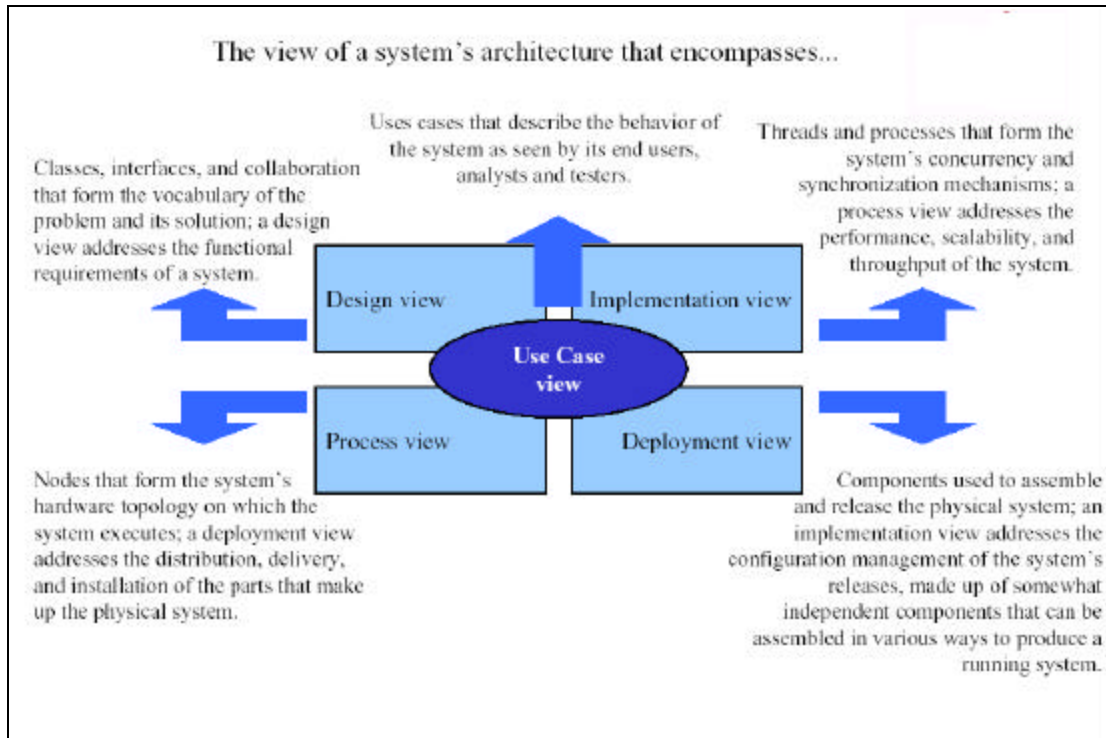 The view of a system's architecture that encompasses...
Uses cases that describe the behavior of
the system as seen by its end users,
analysts and testers.
Classes, interfaces, and collaboration
that form the vocabulary of the
problem and its solution; a design
view addresses the functional
requirements of a system.
Threads and processes that form the
system's concurrency and
synchronization mechanisms; a
process view addresses the
performance, scalability, and
throughput of the system.
Design view
Implementation view
Use Case
view
Process view
Deployment view
Nodes that form the system's
hardware topology on which the
system executes; a deployment view
addresses the distribution, delivery,
and installation of the parts that make
up the physical system.
Components used to assemble
and release the physical system; an
implementation view addresses the
configuration management of the system's
releases, made up of somewhat
independent components that can be
assembled in various ways to produce a
running system.